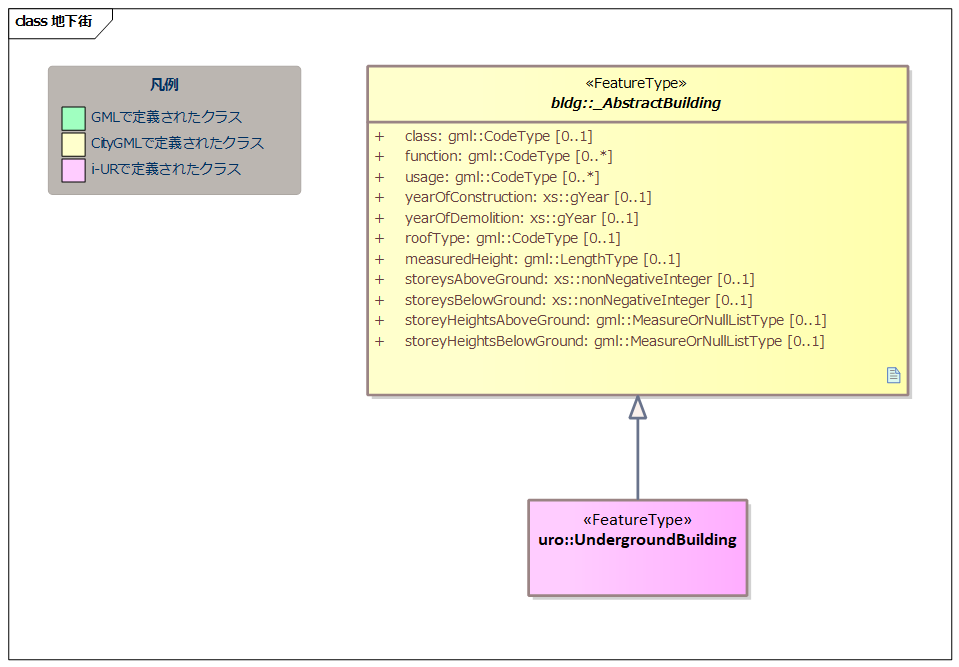 class 地下街
凡例
GMLで定義されたクラス
CityGMLで定義されたクラス
i-URで定義されたクラス
«FeatureType»
bldg::_AbstractBuilding
+ class: gml::CodeType [0..1]
+ function: gml::CodeType [0..*]
+ usage: gml::CodeType [0..*]
+ yearOfConstruction: xs::gYear [0..1]
+ yearOfDemolition: xs::gYear [0..1]
+ roofType: gml::CodeType [0..1]
+ measuredHeight: gml::LengthType [0..1]
+ storeysAboveGround: xs::nonNegativeInteger [0..1]
+ storeysBelowGround: xs::nonNegativeInteger [0..1]
+ storeyHeightsAboveGround: gml::MeasureOrNullListType [0..1]
+ storeyHeightsBelowGround: gml::MeasureOrNullListType [0..1]
«FeatureType»
uro::UndergroundBuilding